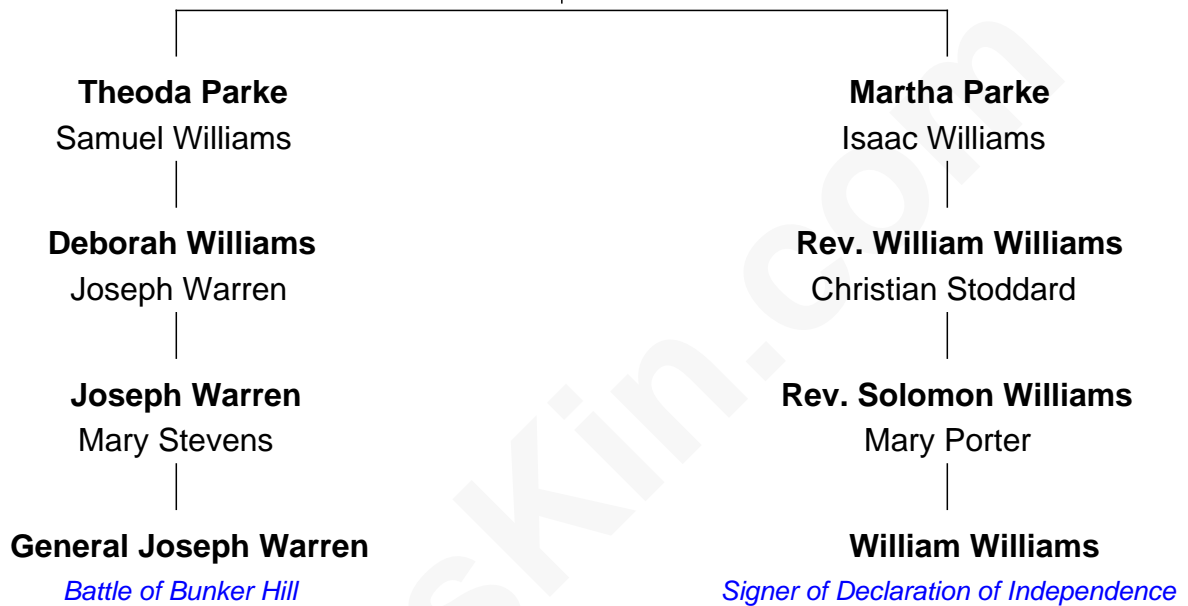 Theoda Parke
Samuel Williams
Deborah Williams
Joseph Warren
Joseph Warren
Mary Stevens
General Joseph Warren
Battle of Bunker Hill
Martha Parke
Isaac Williams
Rev. William Williams
Christian Stoddard
Rev. Solomon Williams
Mary Porter
William Williams
Signer of Declaration of Independence